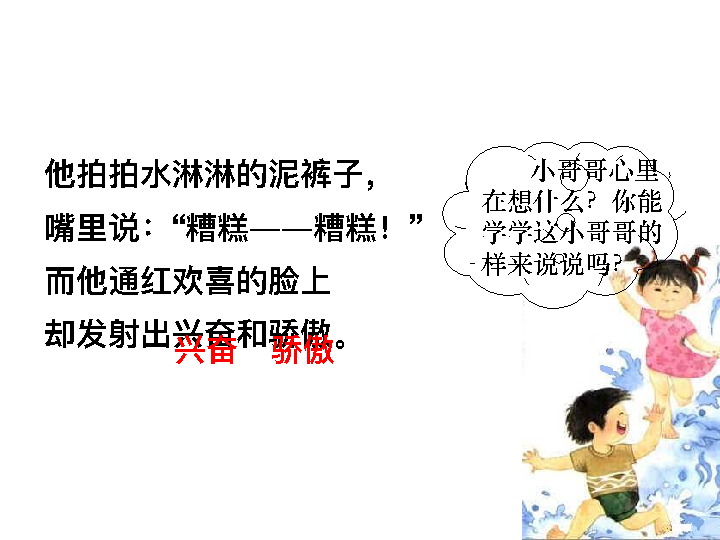 他拍拍水淋淋的泥裤子，
嘴里说：“糟糕——糟糕！”
而他通红欢喜的脸上
却发射出兴奋和骄傲。
兴奋 骄傲
小哥哥心里
在想什么？你能
学学这小哥哥的
样来说说吗？